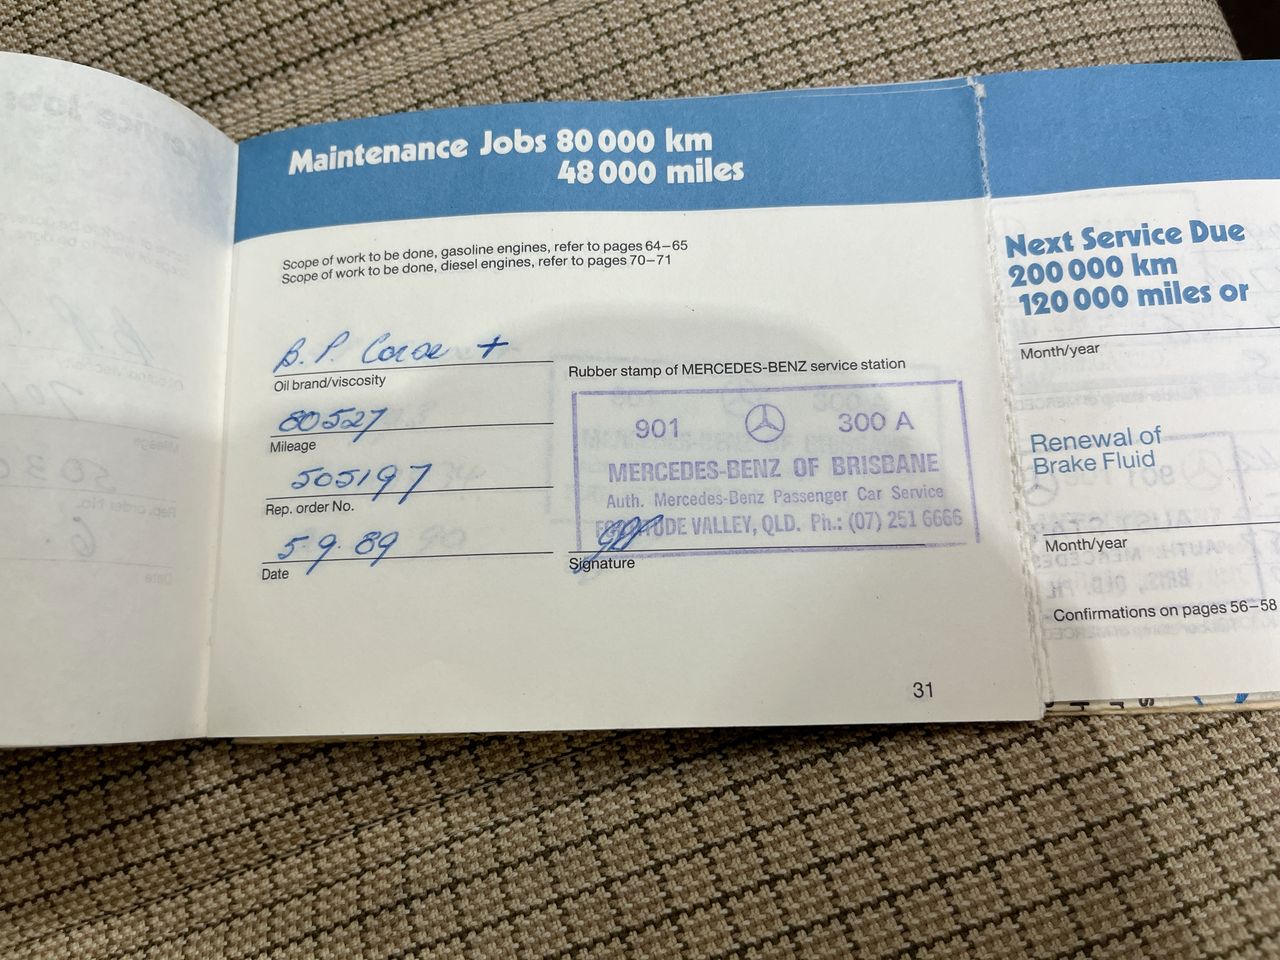 Maintenance Jobs 80 000 km
48 000 miles
Scope of work to be done, gasoline engines, refer to pages 64–65
Scope of work to be done, diesel engines, refer to pages 70–71
B.P. Corse +
Oil brand/viscosity
80527
Mileage
505197
Rep. order No.
5.9.89
Date
Rubber stamp of MERCEDES-BENZ service station
901 300 A
MERCEDES-BENZ OF BRISBANE
Auth. Mercedes-Benz Passenger Car Service
FORTITUDE VALLEY, QLD. Ph.: (07) 251 6666
Signature
31
Next Service Due
200 000 km
120 000 miles or
Month/year
Renewal of
Brake Fluid
Month/year
Confirmations on pages 56–58